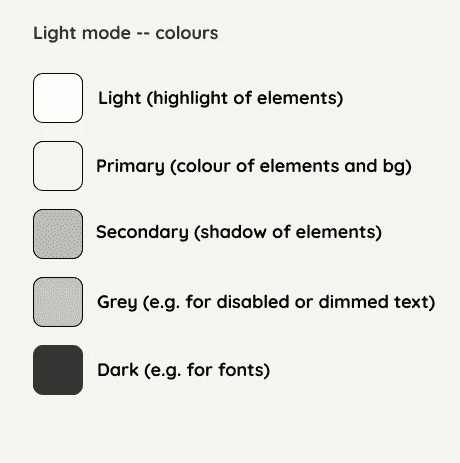 Light mode -- colours
Light (highlight of elements)
Primary (colour of elements and bg)
Secondary (shadow of elements)
Grey (e.g. for disabled or dimmed text)
Dark (e.g. for fonts)